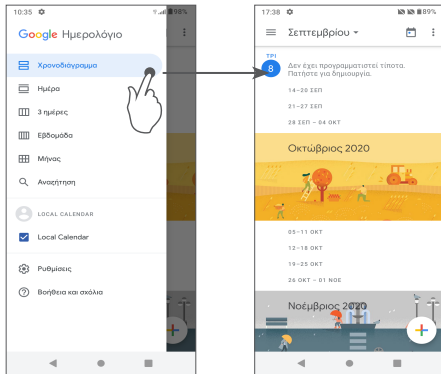 10:35
98%
Google Ημερολόγιο
Χρονοδιάγραμμα
Ημέρα
3 ημέρες
Εβδομάδα
Μήνας
Αναζήτηση
LOCAL CALENDAR
Local Calendar
Ρυθμίσεις
Βοήθεια και σχόλια
17:38
89%
Σεπτεμβρίου
ΤΡΙ
8
Δεν έχει προγραμματιστεί τίποτα.
Πατήστε για δημιουργία.
14–20 ΣΕΠ
21–27 ΣΕΠ
28 ΣΕΠ – 04 ΟΚΤ
Οκτώβριος 2020
05–11 ΟΚΤ
12–18 ΟΚΤ
19–25 ΟΚΤ
26 ΟΚΤ – 01 ΝΟΕ
Νοέμβριος 2020